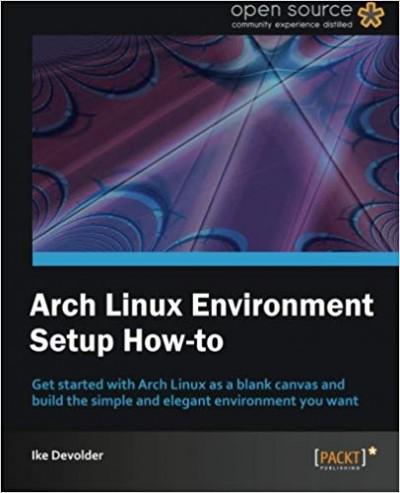 open source
community experience distilled
Arch Linux Environment
Setup How-to
Get started with Arch Linux as a blank canvas and
build the simple and elegant environment you want
Ike Devolder
[PACKT]*
PUBLISHING